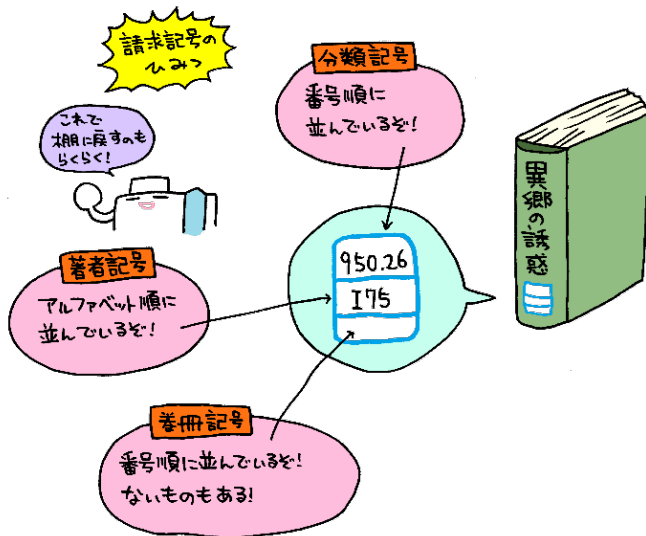 請求記号の
ひみつ
分類記号
番号順に
並んでいるぞ!
これで
棚に戻すのも
らくらく!
異郷の誘惑
950.26
I75
著者記号
アルファベット順に
並んでいるぞ!
巻冊記号
番号順に並んでいるぞ!
ないものもある!